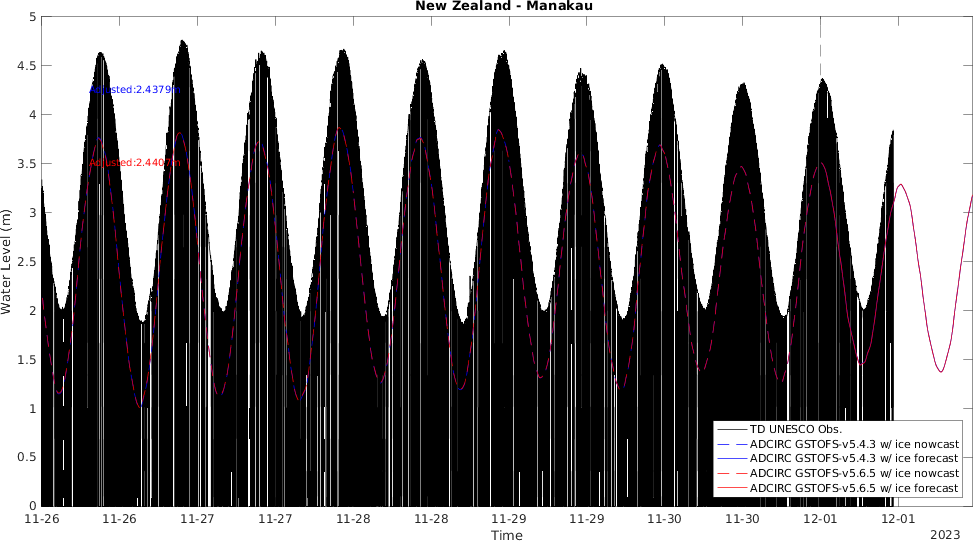 New Zealand - Manakau
5
4.5
4
3.5
3
2.5
2
1.5
1
0.5
0
Water Level (m)
Adjusted:2.4379m
TD UNESCO Obs.
ADCIRC GSTOFS-v5.4.3 w/ ice nowcast
ADCIRC GSTOFS-v5.4.3 w/ ice forecast
ADCIRC GSTOFS-v5.6.5 w/ ice nowcast
ADCIRC GSTOFS-v5.6.5 w/ ice forecast
11-26 11-26 11-27 11-27 11-28 11-28 11-29 11-29 11-30 11-30 12-01 12-01
Time
2023